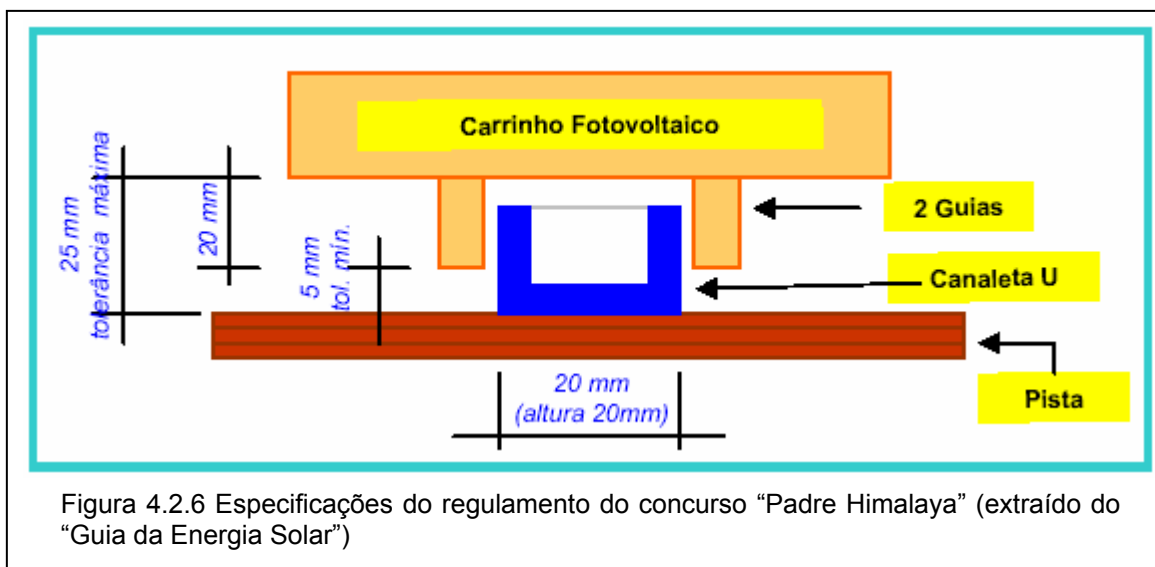 Carrinho Fotovoltaico
25 mm
tolerância máxima
20 mm
5 mm
tol. mín.
2 Guias
Canaleta U
Pista
20 mm
(altura 20mm)
Figura 4.2.6 Especificações do regulamento do concurso “Padre Himalaya” (extraído do
“Guia da Energia Solar”)